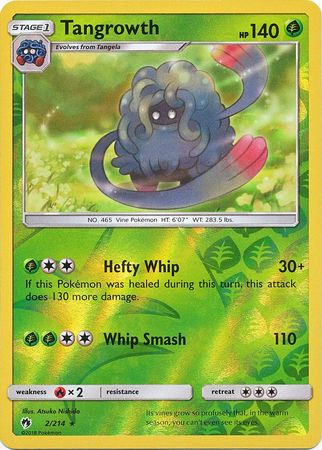 STAGE 1
Tangrowth
HP 140
Evolves from Tangela
NO. 465 Vine Pokémon HT: 6'07" WT: 283.5 lbs.
Hefty Whip 30+
If this Pokémon was healed during this turn, this attack
does 130 more damage.
Whip Smash 110
weakness ×2 resistance retreat
Illus. Atsuko Nishida
2/214 ★
©2018 Pokémon
Its vines grow so profusely that, in the warm
season, you can't even see its eyes.